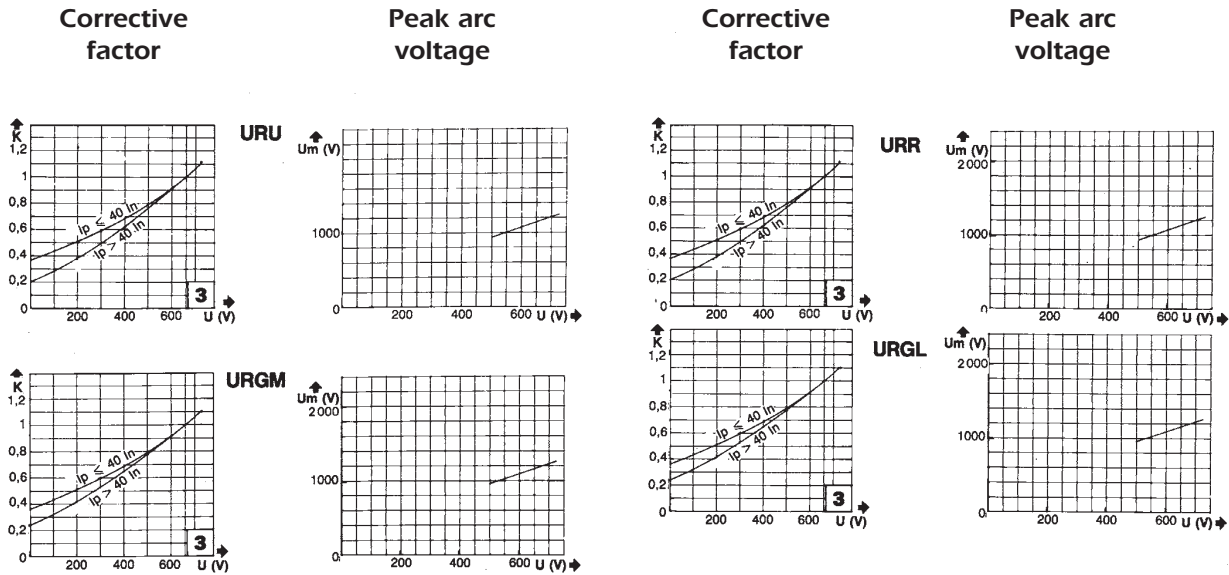 Corrective
factor
Peak arc
voltage
Corrective
factor
Peak arc
voltage
K
1,2
1
0,8
0,6
0,4
0,2
0
Ip ≤ 40 In
Ip > 40 In
3
200 400 600 U (V)
URU
Um (V)
1000
0
200 400 600 U (V)
K
1,2
1
0,8
0,6
0,4
0,2
0
Ip ≤ 40 In
Ip > 40 In
3
200 400 600 U (V)
URR
Um (V)
2000
1000
0
200 400 600 U (V)
K
1,2
1
0,8
0,6
0,4
0,2
0
Ip ≤ 40 In
Ip > 40 In
3
200 400 600 U (V)
URGM
Um (V)
2000
1000
0
200 400 600 U (V)
K
1,2
1
0,8
0,6
0,4
0,2
0
Ip ≤ 40 In
Ip > 40 In
3
200 400 600 U (V)
URGL
Um (V)
2000
1000
0
200 400 600 U (V)